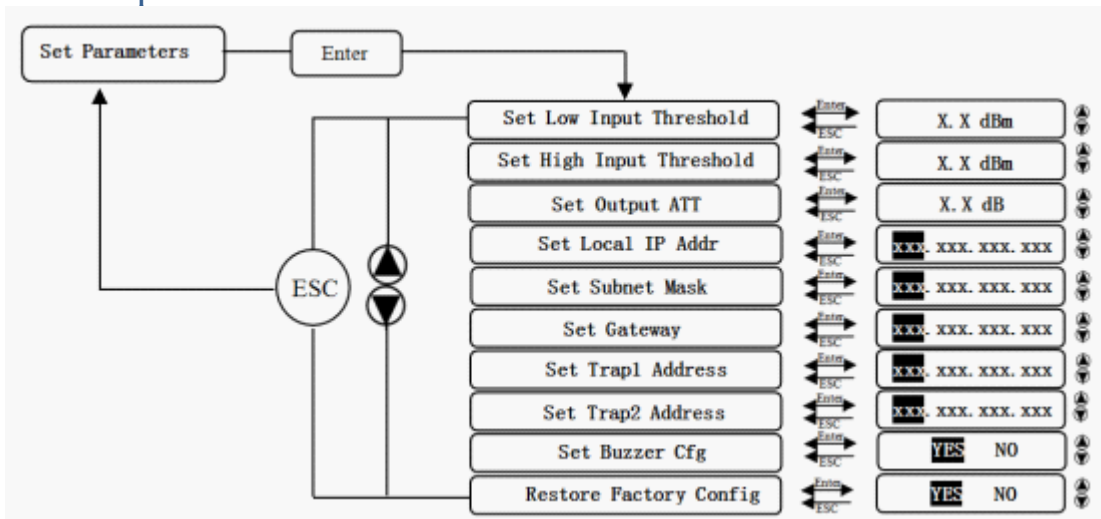 Set Parameters
Enter
Set Low Input Threshold
Enter
ESC
X.X dBm
Set High Input Threshold
Enter
ESC
X.X dBm
Set Output ATT
Enter
ESC
X.X dB
Set Local IP Addr
Enter
ESC
xxx.xxx.xxx.xxx
ESC
Set Subnet Mask
Enter
ESC
xxx.xxx.xxx.xxx
Set Gateway
Enter
ESC
xxx.xxx.xxx.xxx
Set Trap1 Address
Enter
ESC
xxx.xxx.xxx.xxx
Set Trap2 Address
Enter
ESC
xxx.xxx.xxx.xxx
Set Buzzer Cfg
Enter
ESC
YES NO
Restore Factory Config
Enter
ESC
YES NO